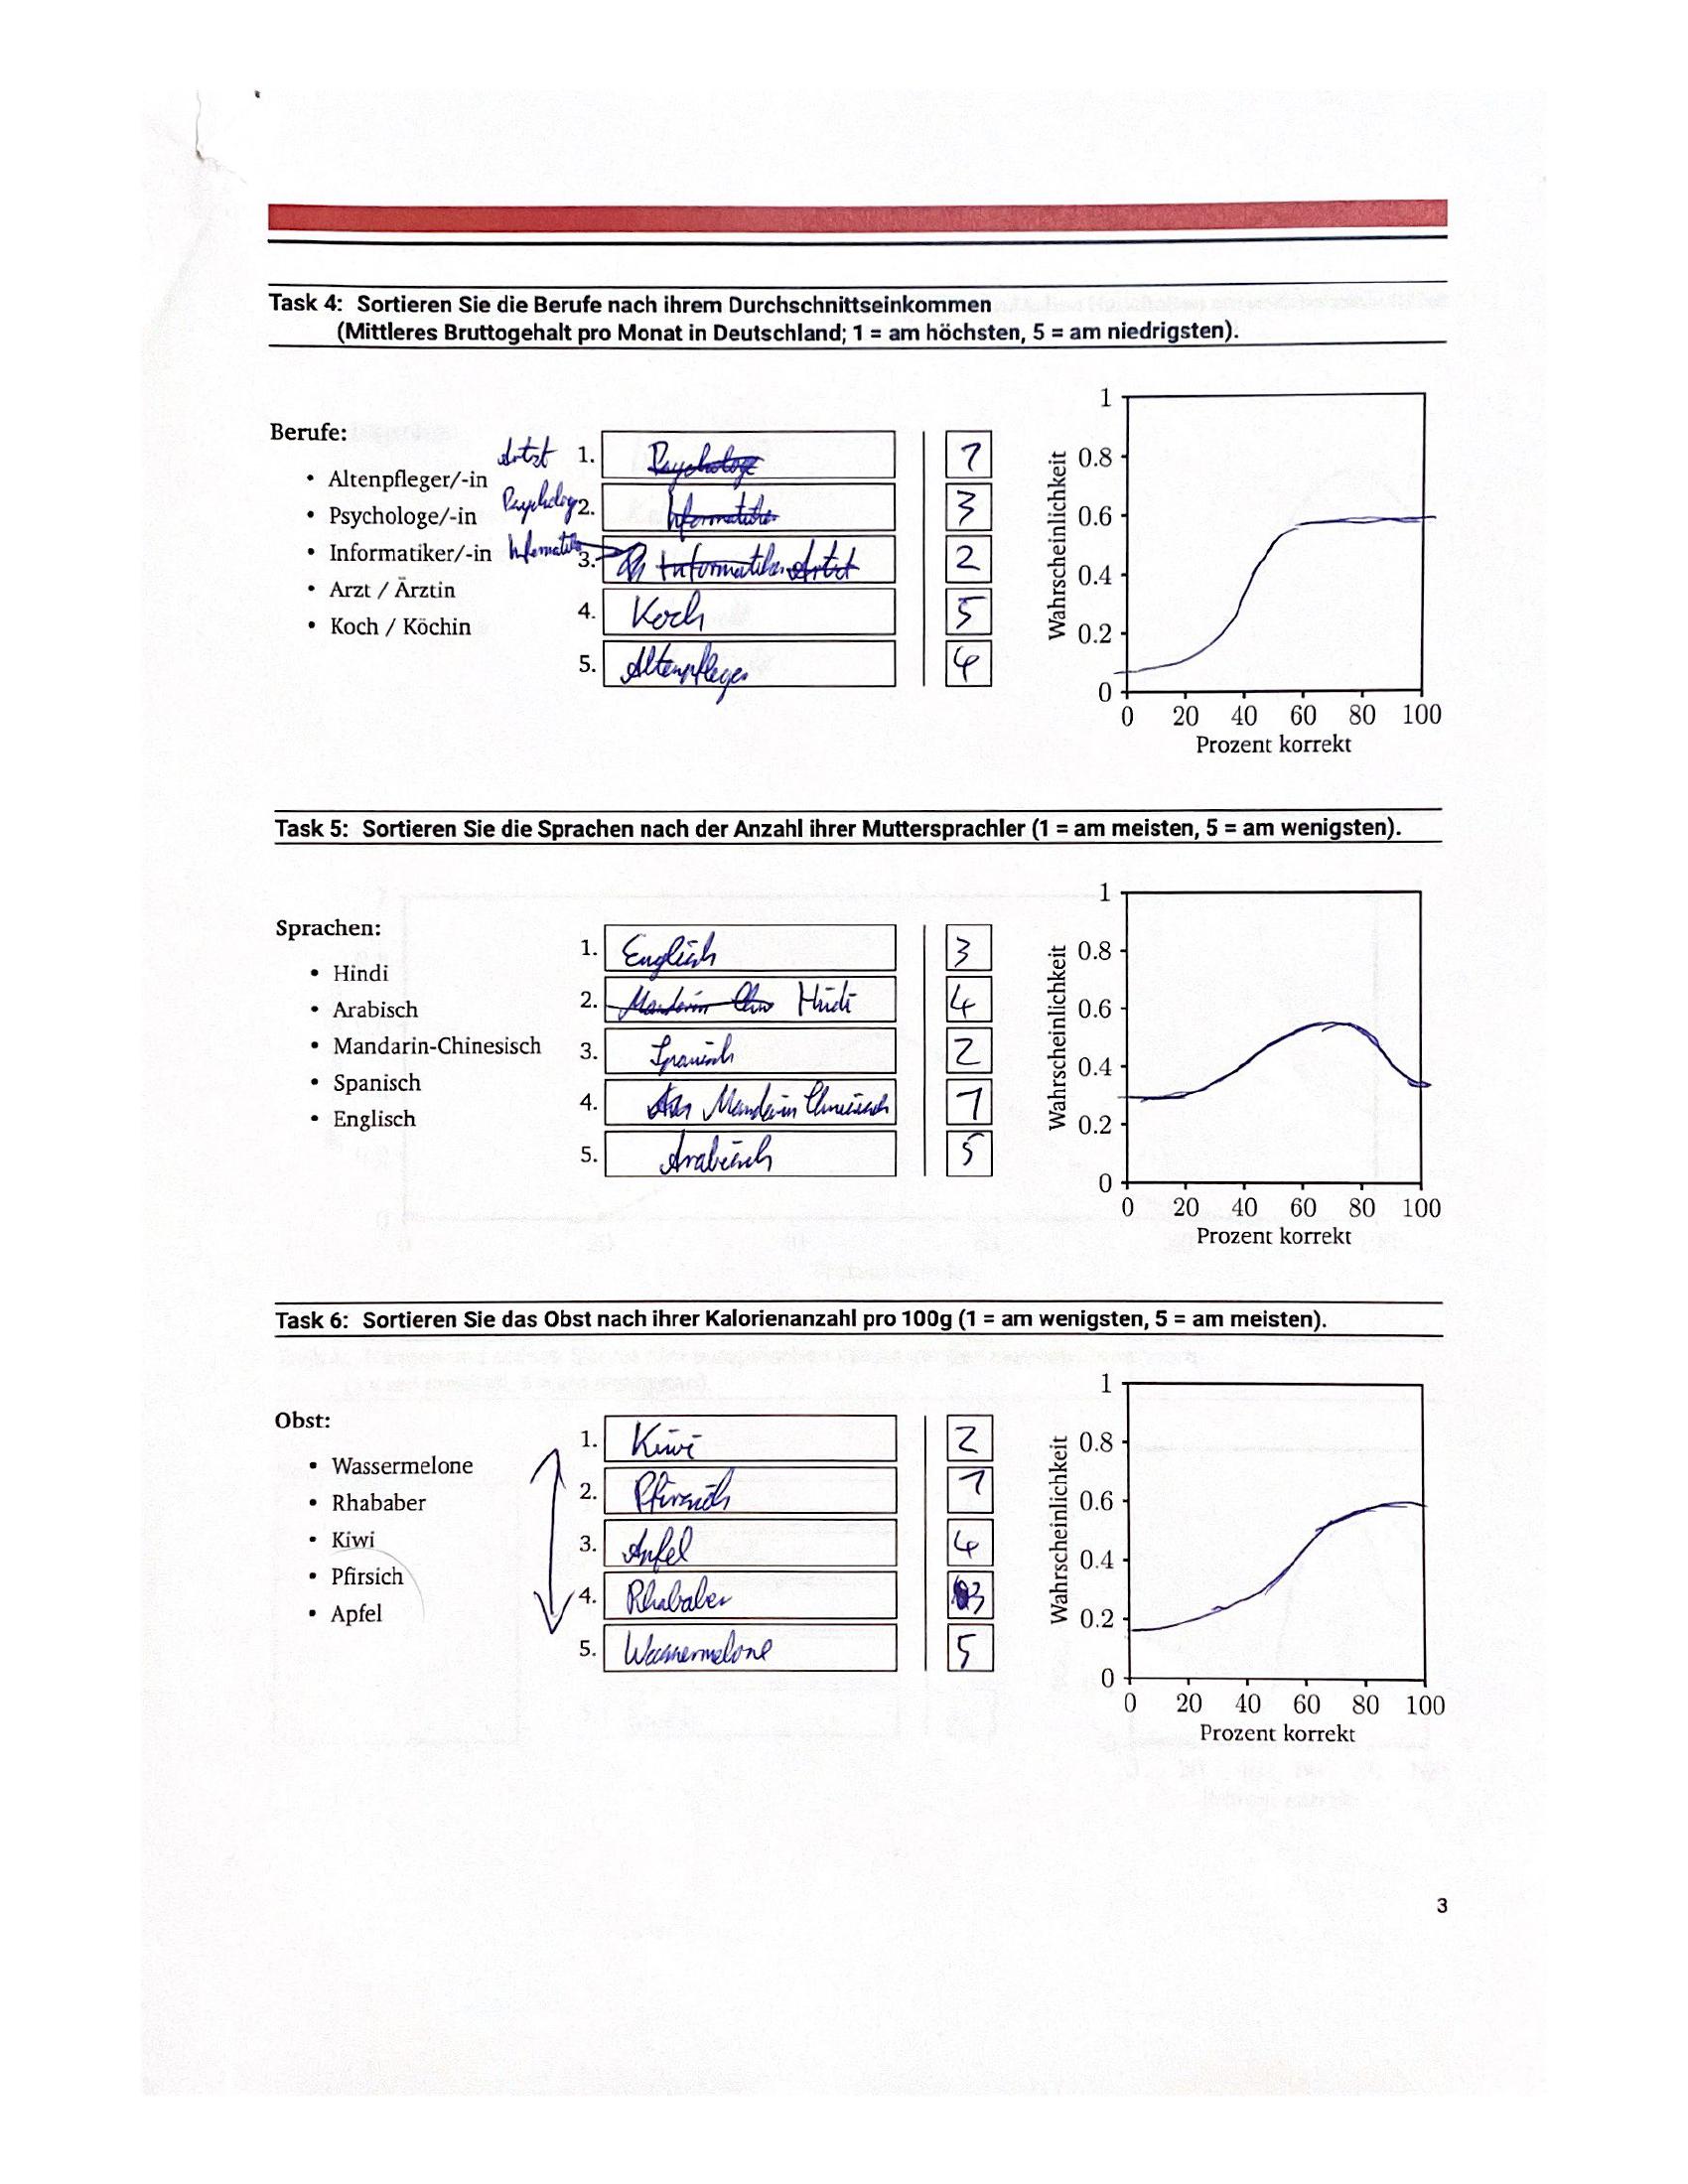 Task 4: Sortieren Sie die Berufe nach ihrem Durchschnittseinkommen
(Mittleres Bruttogehalt pro Monat in Deutschland; 1 = am höchsten, 5 = am niedrigsten).
Berufe:
• Altenpfleger/-in
• Psychologe/-in
• Informatiker/-in
• Arzt / Ärztin
• Koch / Köchin
Artzt 1. Psychologe 1
Psychologe 2. Informatiker 3
Informatiker 3. Informatiker Artzt 2
4. Koch 5
5. Altenpfleger 4
Wahrscheinlichkeit
1
0.8
0.6
0.4
0.2
0
0 20 40 60 80 100
Prozent korrekt
Task 5: Sortieren Sie die Sprachen nach der Anzahl ihrer Muttersprachler (1 = am meisten, 5 = am wenigsten).
Sprachen:
• Hindi
• Arabisch
• Mandarin-Chinesisch
• Spanisch
• Englisch
1. Englisch 3
2. Mandarin Chin Hindi 4
3. Spanisch 2
4. Mandarin Chinesisch 1
5. Arabisch 5
Wahrscheinlichkeit
1
0.8
0.6
0.4
0.2
0
0 20 40 60 80 100
Prozent korrekt
Task 6: Sortieren Sie das Obst nach ihrer Kalorienanzahl pro 100g (1 = am wenigsten, 5 = am meisten).
Obst:
• Wassermelone
• Rhababer
• Kiwi
• Pfirsich
• Apfel
1. Kiwi 2
2. Pfirsich 1
3. Apfel 4
4. Rhababer 3
5. Wassermelone 5
Wahrscheinlichkeit
1
0.8
0.6
0.4
0.2
0
0 20 40 60 80 100
Prozent korrekt
3